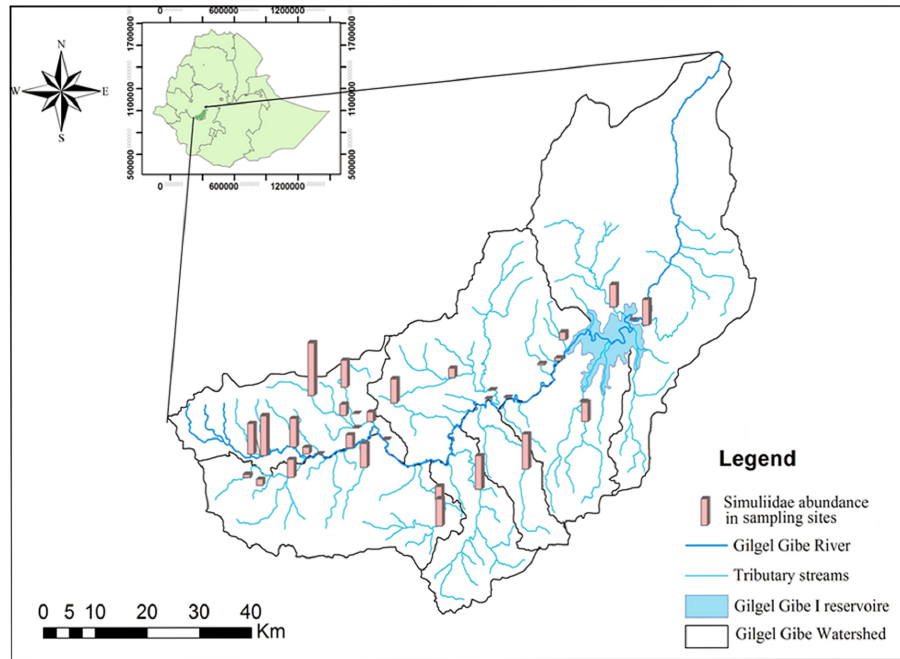 0 600000 1200000
1700000
1700000
1100000
1100000
500000
500000
0 600000 1200000
N
W
E
S
Legend
Simuliidae abundance
in sampling sites
Gilgel Gibe River
Tributary streams
Gilgel Gibe I reservoire
Gilgel Gibe Watershed
0 5 10 20 30 40
Km